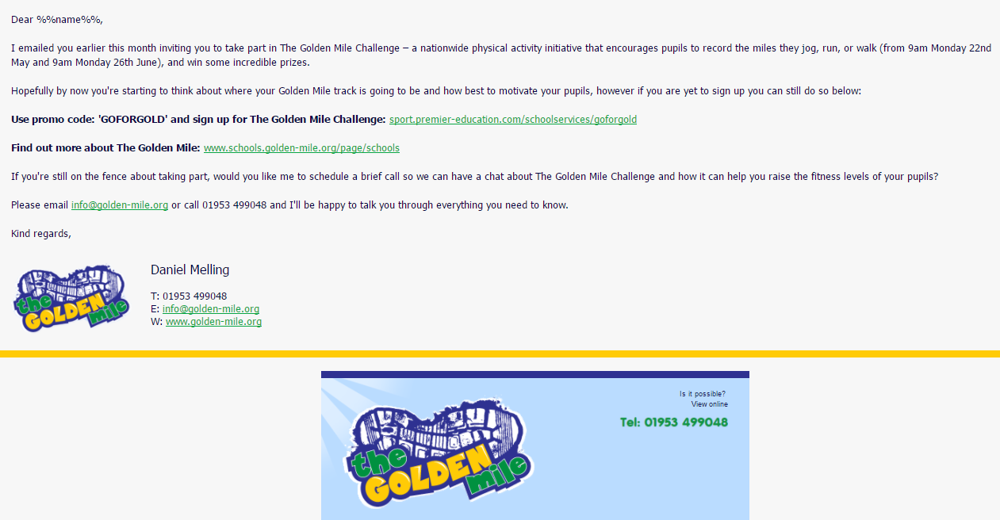 Dear %%name%%,
I emailed you earlier this month inviting you to take part in The Golden Mile Challenge – a nationwide physical activity initiative that encourages pupils to record the miles they jog, run, or walk (from 9am Monday 22nd
May and 9am Monday 26th June), and win some incredible prizes.
Hopefully by now you're starting to think about where your Golden Mile track is going to be and how best to motivate your pupils, however if you are yet to sign up you can still do so below:
Use promo code: 'GOFORGOLD' and sign up for The Golden Mile Challenge: sport.premier-education.com/schoolservices/goforgold
Find out more about The Golden Mile: www.schools.golden-mile.org/page/schools
If you're still on the fence about taking part, would you like me to schedule a brief call so we can have a chat about The Golden Mile Challenge and how it can help you raise the fitness levels of your pupils?
Please email info@golden-mile.org or call 01953 499048 and I'll be happy to talk you through everything you need to know.
Kind regards,
the
GOLDEN
mile
Daniel Melling
T: 01953 499048
E: info@golden-mile.org
W: www.golden-mile.org
Is it possible?
View online
Tel: 01953 499048
the
GOLDEN
mile